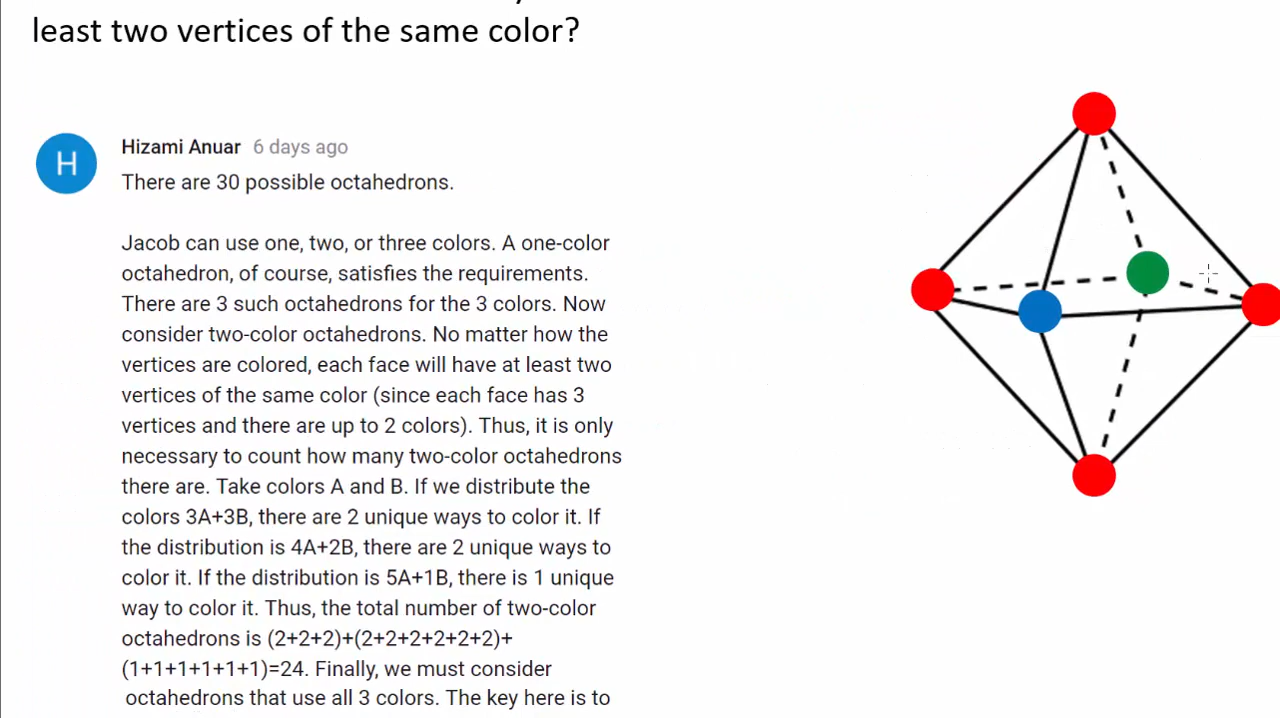 least two vertices of the same color?
H
Hizami Anuar 6 days ago
There are 30 possible octahedrons.
Jacob can use one, two, or three colors. A one-color
octahedron, of course, satisfies the requirements.
There are 3 such octahedrons for the 3 colors. Now
consider two-color octahedrons. No matter how the
vertices are colored, each face will have at least two
vertices of the same color (since each face has 3
vertices and there are up to 2 colors). Thus, it is only
necessary to count how many two-color octahedrons
there are. Take colors A and B. If we distribute the
colors 3A+3B, there are 2 unique ways to color it. If
the distribution is 4A+2B, there are 2 unique ways to
color it. If the distribution is 5A+1B, there is 1 unique
way to color it. Thus, the total number of two-color
octahedrons is (2+2+2)+(2+2+2+2+2+2)+
(1+1+1+1+1+1)=24. Finally, we must consider
octahedrons that use all 3 colors. The key here is to